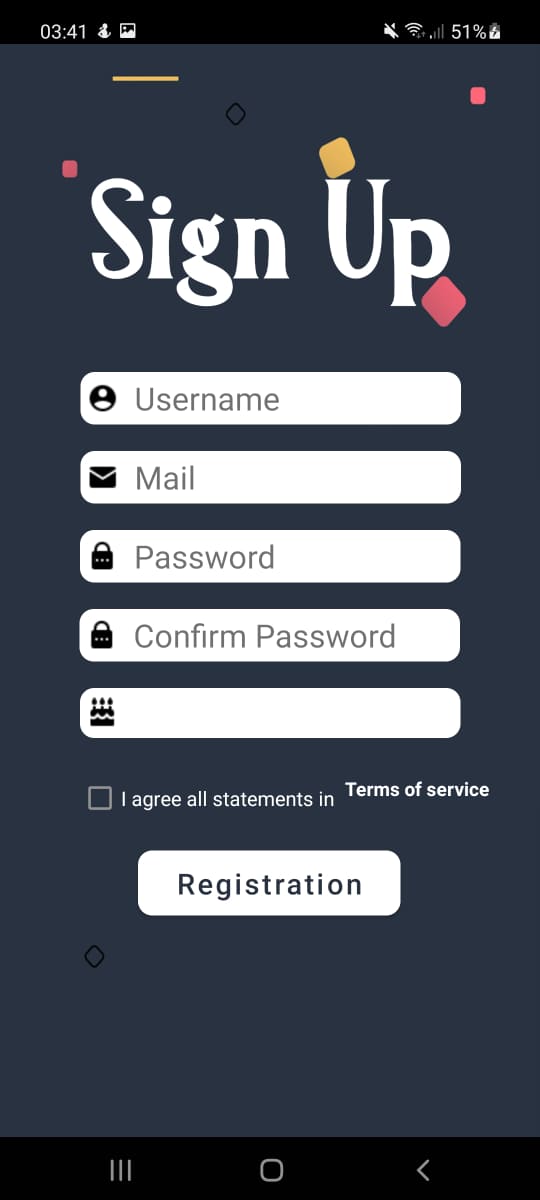 03:41 51%
Sign Up
Username
Mail
Password
Confirm Password
I agree all statements in Terms of service
Registration